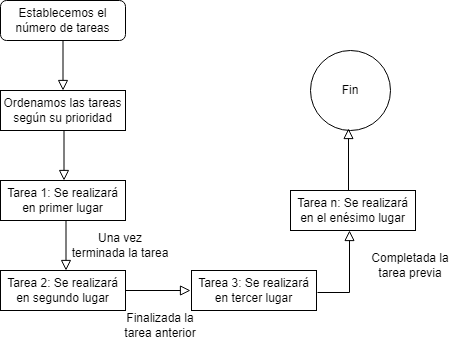 Establecemos el
número de tareas
Ordenamos las tareas
según su prioridad
Tarea 1: Se realizará
en primer lugar
Una vez
terminada la tarea
Tarea 2: Se realizará
en segundo lugar
Finalizada la
tarea anterior
Tarea 3: Se realizará
en tercer lugar
Completada la
tarea previa
Tarea n: Se realizará
en el enésimo lugar
Fin